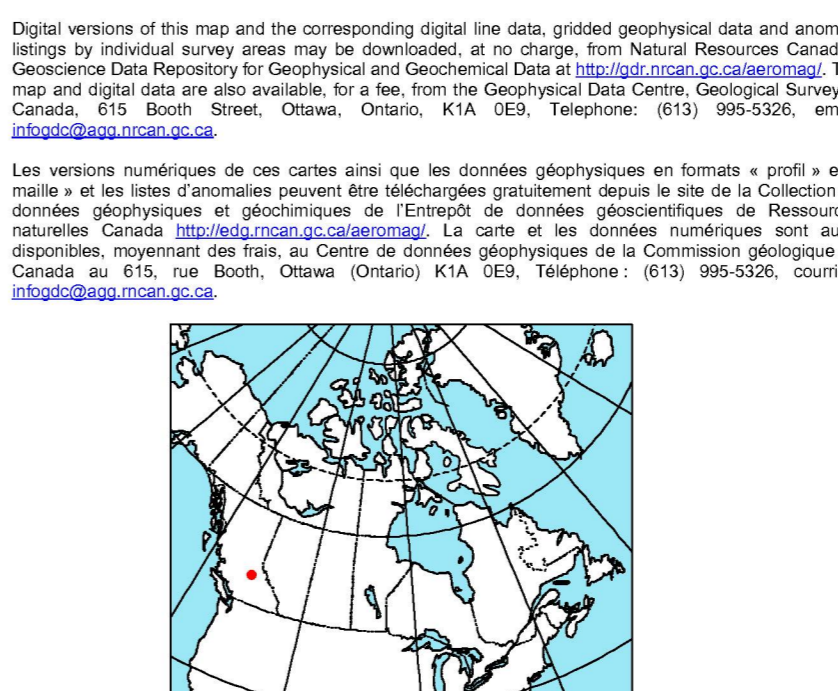 Digital versions of this map and the corresponding digital line data, gridded geophysical data and anom
listings by individual survey areas may be downloaded, at no charge, from Natural Resources Canad
Geoscience Data Repository for Geophysical and Geochemical Data at http://gdr.nrcan.gc.ca/aeromag/. T
map and digital data are also available, for a fee, from the Geophysical Data Centre, Geological Survey
Canada, 615 Booth Street, Ottawa, Ontario, K1A 0E9, Telephone: (613) 995-5326, em
infogdc@agg.nrcan.gc.ca.
Les versions numériques de ces cartes ainsi que les données géophysiques en formats « profil » e
maille » et les listes d'anomalies peuvent être téléchargées gratuitement depuis le site de la Collection
données géophysiques et géochimiques de l'Entrepôt de données géoscientifiques de Ressourc
naturelles Canada http://edg.rncan.gc.ca/aeromag/. La carte et les données numériques sont au
disponibles, moyennant des frais, au Centre de données géophysiques de la Commission géologique
Canada au 615, rue Booth, Ottawa (Ontario) K1A 0E9, Téléphone : (613) 995-5326, courri
infogdc@agg.rncan.gc.ca.